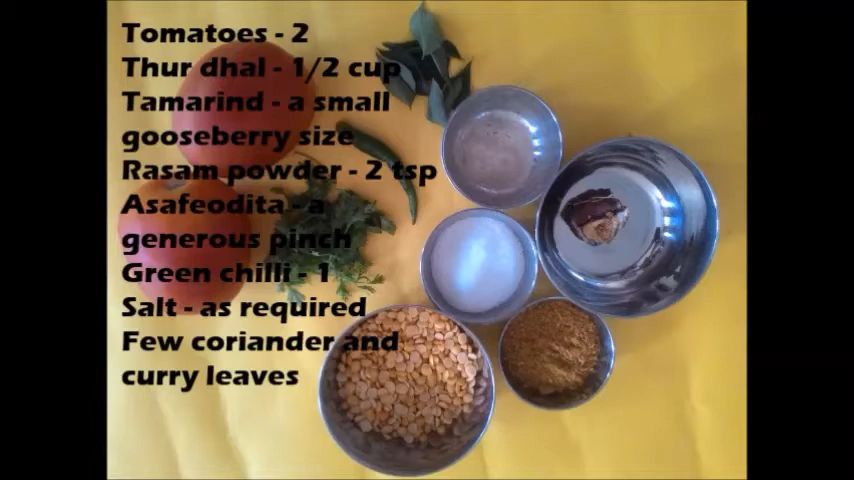 Tomatoes - 2
Thur dhal - 1/2 cup
Tamarind - a small
gooseberry size
Rasam powder - 2 tsp
Asafeodita - a
generous pinch
Green chilli - 1
Salt - as required
Few coriander and
curry leaves